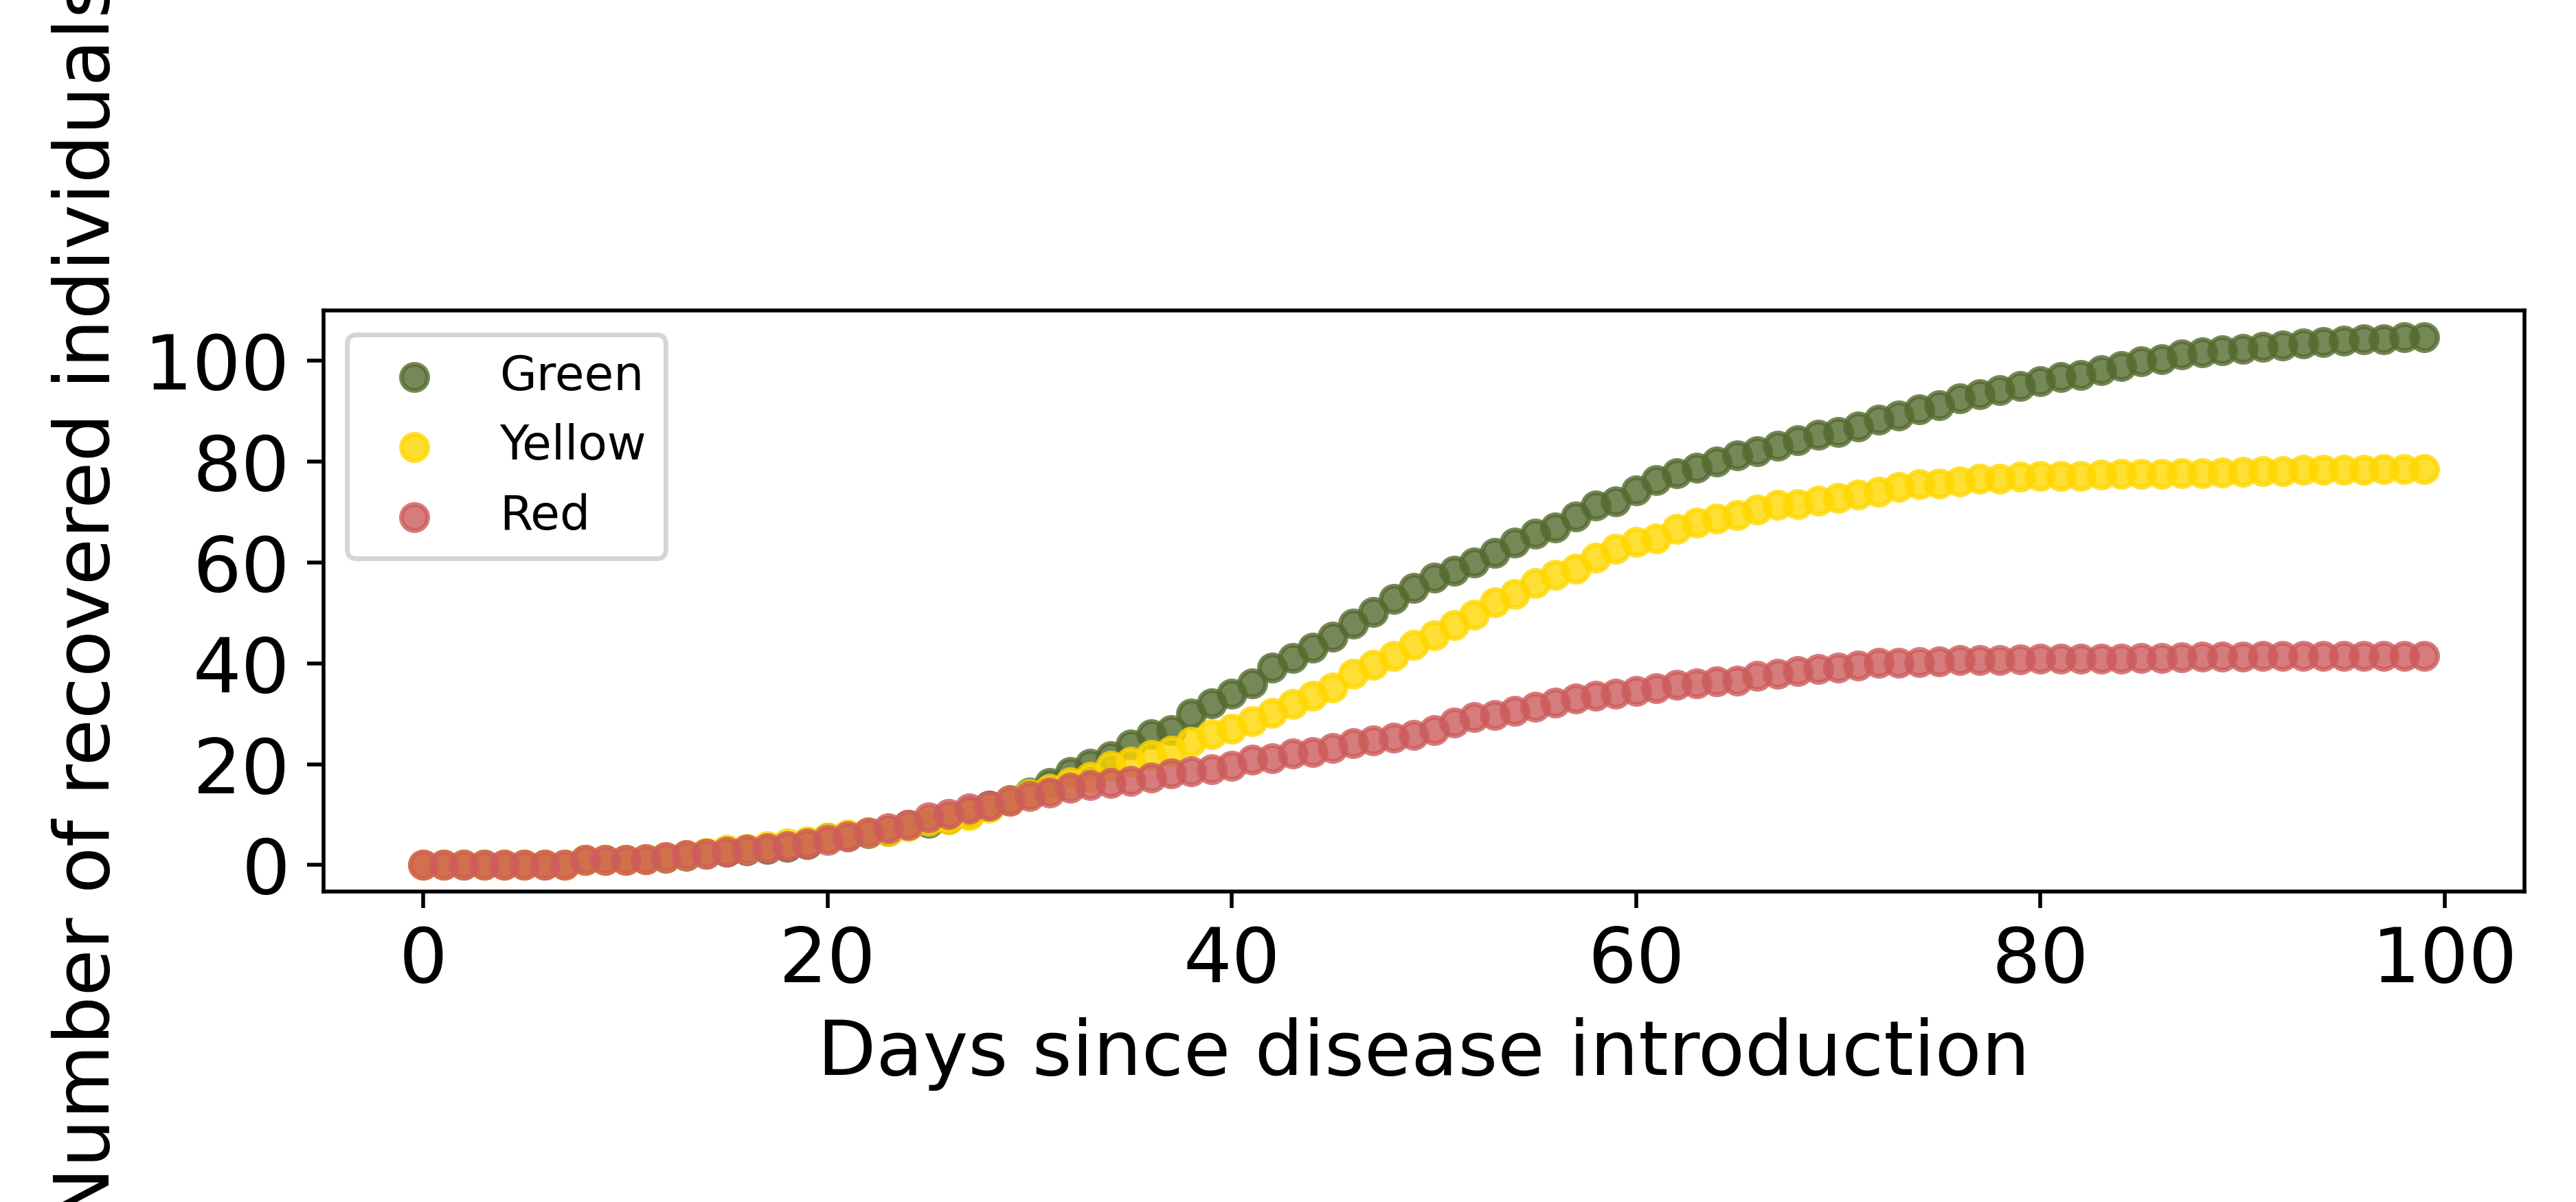 Number of recovered individuals
100
80
60
40
20
0
Green
Yellow
Red
0 20 40 60 80 100
Days since disease introduction